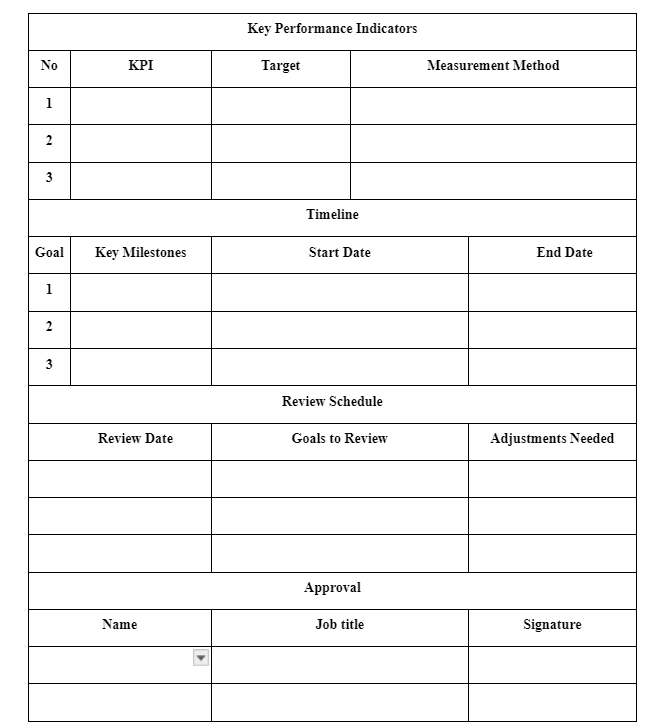 Key Performance Indicators
No KPI Target Measurement Method
1
2
3
Timeline
Goal Key Milestones Start Date End Date
1
2
3
Review Schedule
Review Date Goals to Review Adjustments Needed
Approval
Name Job title Signature